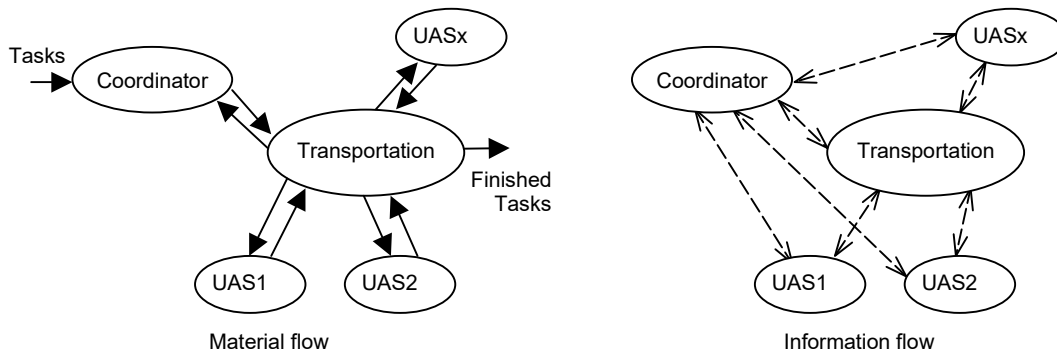 Tasks
Coordinator
UASx
Transportation
Finished
Tasks
UAS1
UAS2
Material flow
UASx
Coordinator
Transportation
UAS1
UAS2
Information flow